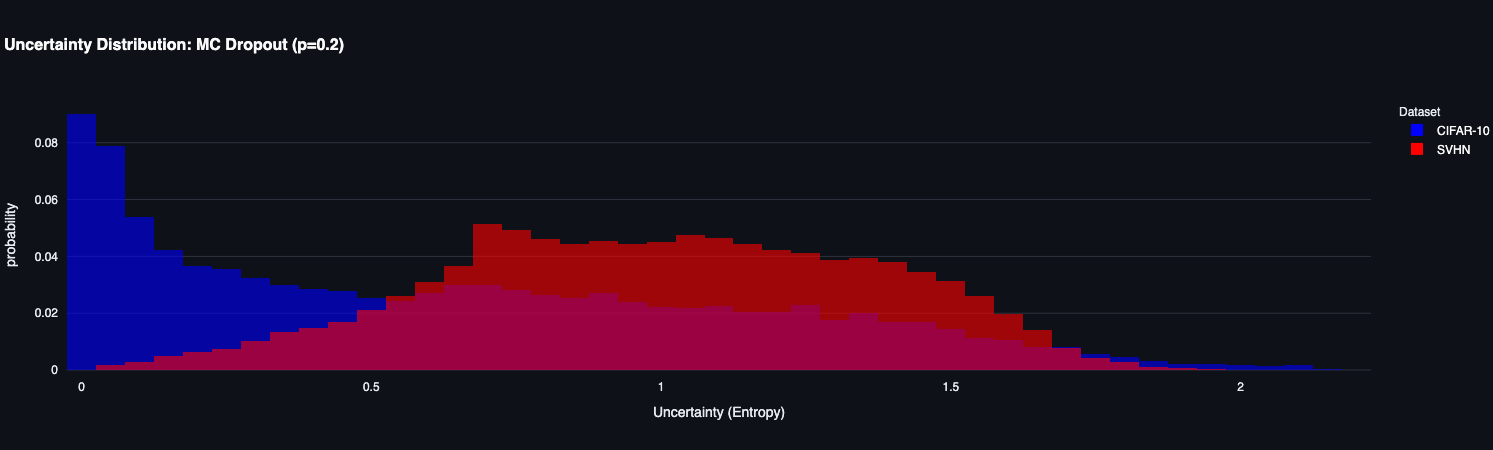 Uncertainty Distribution: MC Dropout (p=0.2)
Dataset
CIFAR-10
SVHN
probability
0.08
0.06
0.04
0.02
0
0 0.5 1 1.5 2
Uncertainty (Entropy)